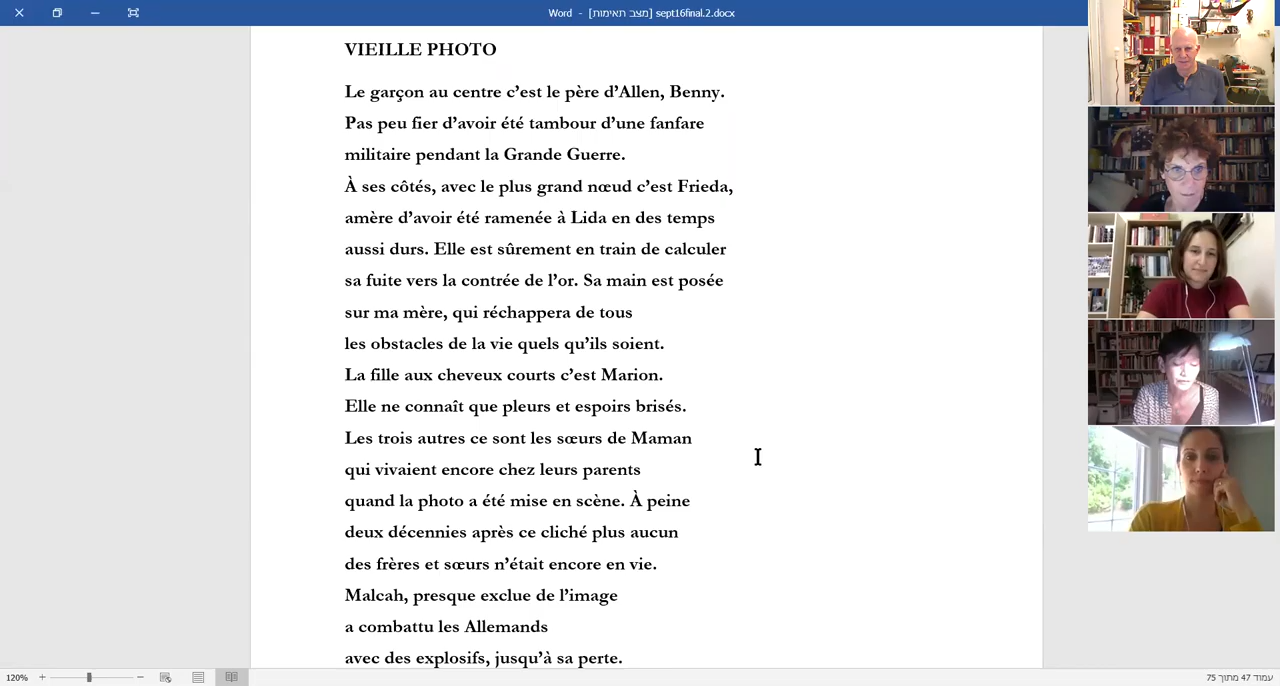 Word - [מצב תאימות] sept16final.2.docx
VIEILLE PHOTO
Le garçon au centre c’est le père d’Allen, Benny.
Pas peu fier d’avoir été tambour d’une fanfare
militaire pendant la Grande Guerre.
À ses côtés, avec le plus grand nœud c’est Frieda,
amère d’avoir été ramenée à Lida en des temps
aussi durs. Elle est sûrement en train de calculer
sa fuite vers la contrée de l’or. Sa main est posée
sur ma mère, qui réchappera de tous
les obstacles de la vie quels qu’ils soient.
La fille aux cheveux courts c’est Marion.
Elle ne connaît que pleurs et espoirs brisés.
Les trois autres ce sont les sœurs de Maman
qui vivaient encore chez leurs parents
quand la photo a été mise en scène. À peine
deux décennies après ce cliché plus aucun
des frères et sœurs n’était encore en vie.
Malcah, presque exclue de l’image
a combattu les Allemands
avec des explosifs, jusqu’à sa perte.
120%
עמוד 47 מתוך 75